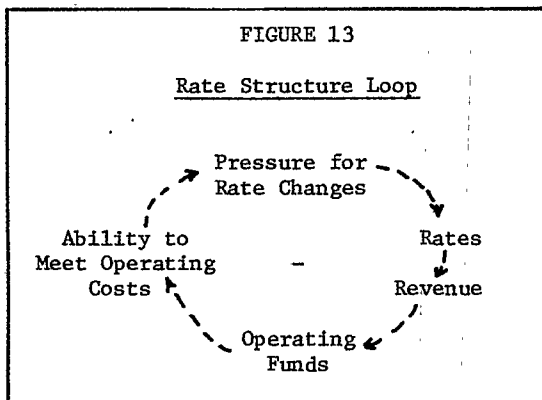 FIGURE 13
Rate Structure Loop
Pressure for
Rate Changes
Ability to
Meet Operating
Costs
Rates
Revenue
Operating
Funds
-